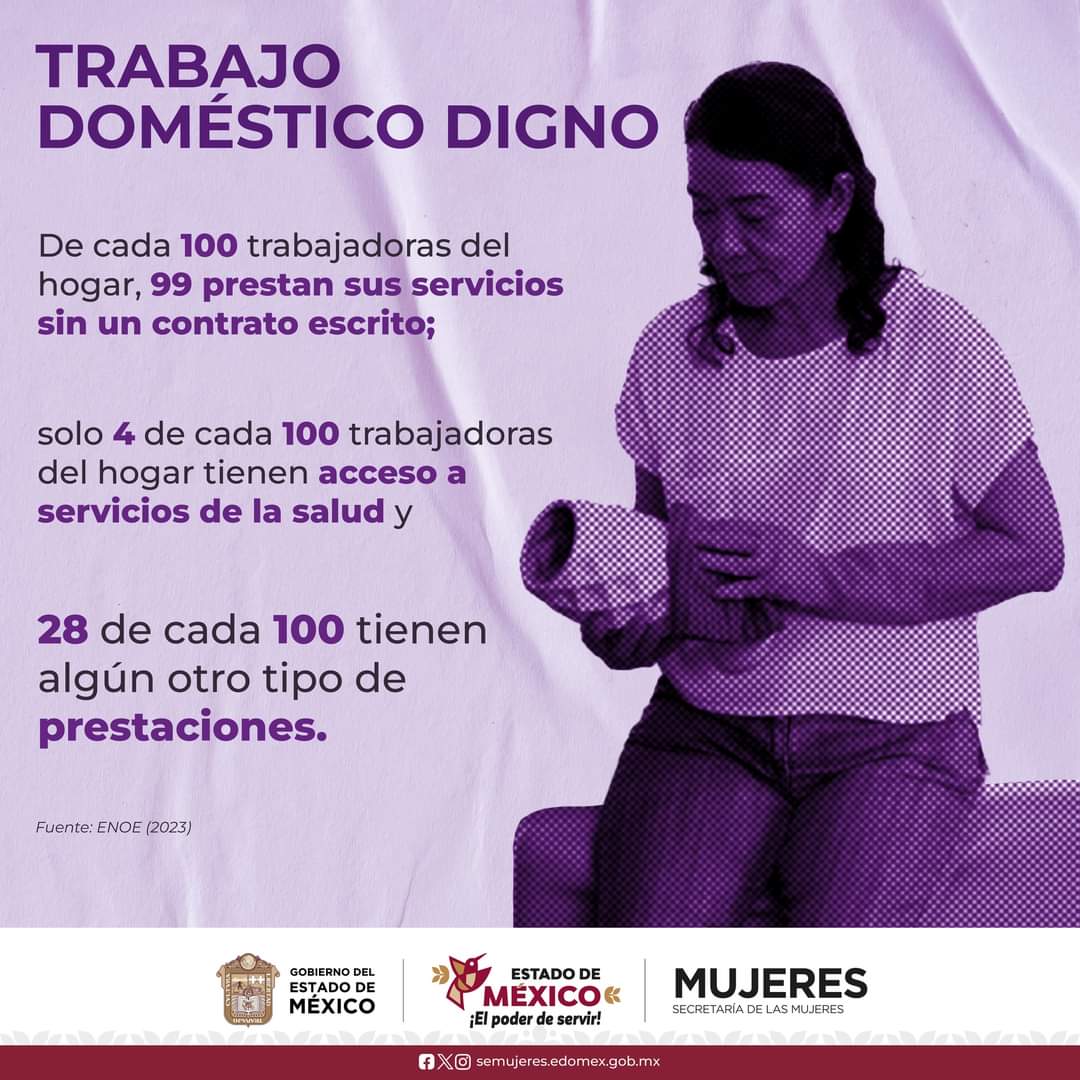 TRABAJO
DOMÉSTICO DIGNO
De cada 100 trabajadoras del
hogar, 99 prestan sus servicios
sin un contrato escrito;
solo 4 de cada 100 trabajadoras
del hogar tienen acceso a
servicios de la salud y
28 de cada 100 tienen
algún otro tipo de
prestaciones.
Fuente: ENOE (2023)
GOBIERNO DEL
ESTADO DE
MÉXICO
ESTADO DE
MÉXICO
¡El poder de servir!
MUJERES
SECRETARÍA DE LAS MUJERES
semujeres.edomex.gob.mx